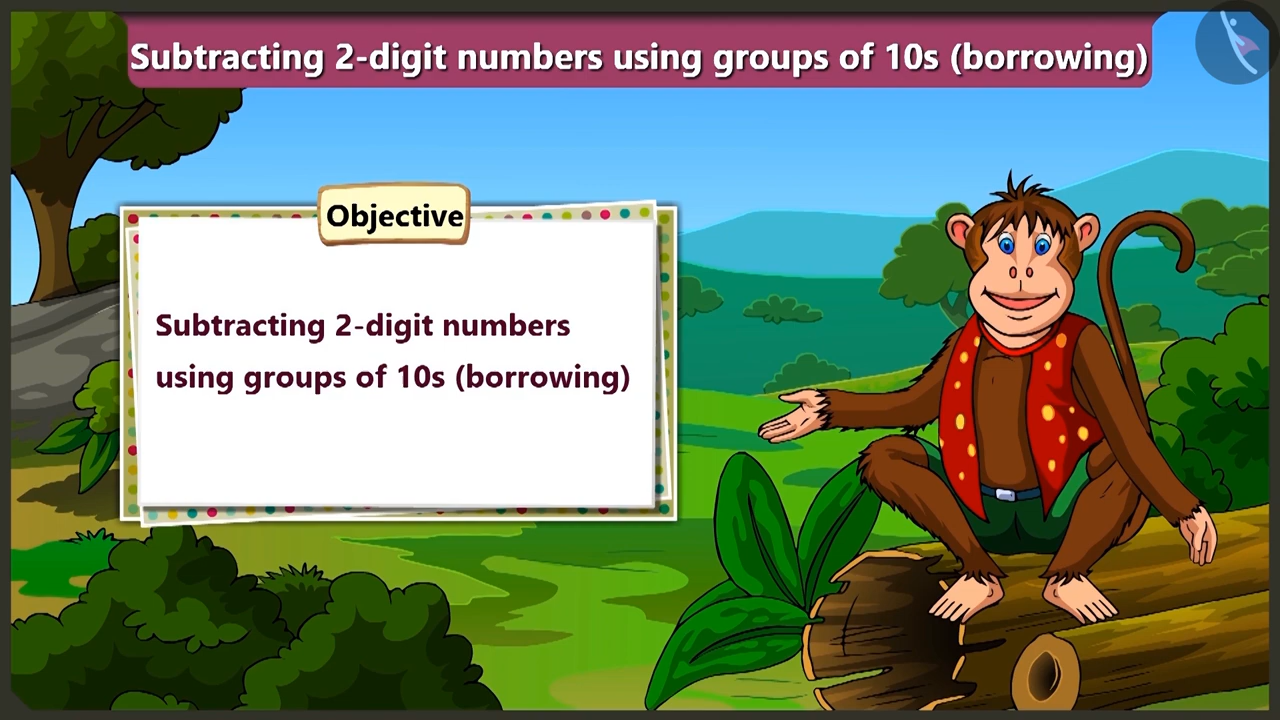 Subtracting 2-digit numbers using groups of 10s (borrowing)
Objective
Subtracting 2-digit numbers
using groups of 10s (borrowing)